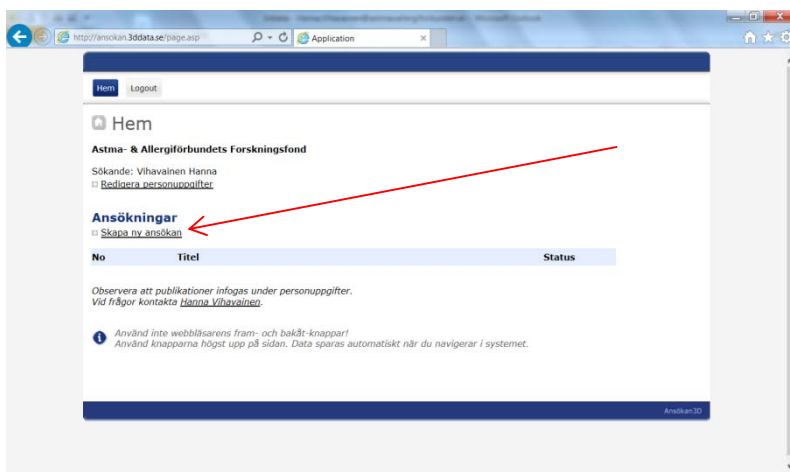 http://ansokan.3ddata.se/page.asp
Application
Hem
Logout
Hem
Astma- & Allergiförbundets Forskningsfond
Sökande: Vihavainen Hanna
Redigera personuppgifter
Ansökningar
Skapa ny ansökan
No Titel Status
Observera att publikationer infogas under personuppgifter.
Vid frågor kontakta Hanna Vihavainen.
Använd inte webbläsarens fram- och bakåt-knappar!
Använd knapparna högst upp på sidan. Data sparas automatiskt när du navigerar i systemet.
Ansökan3D